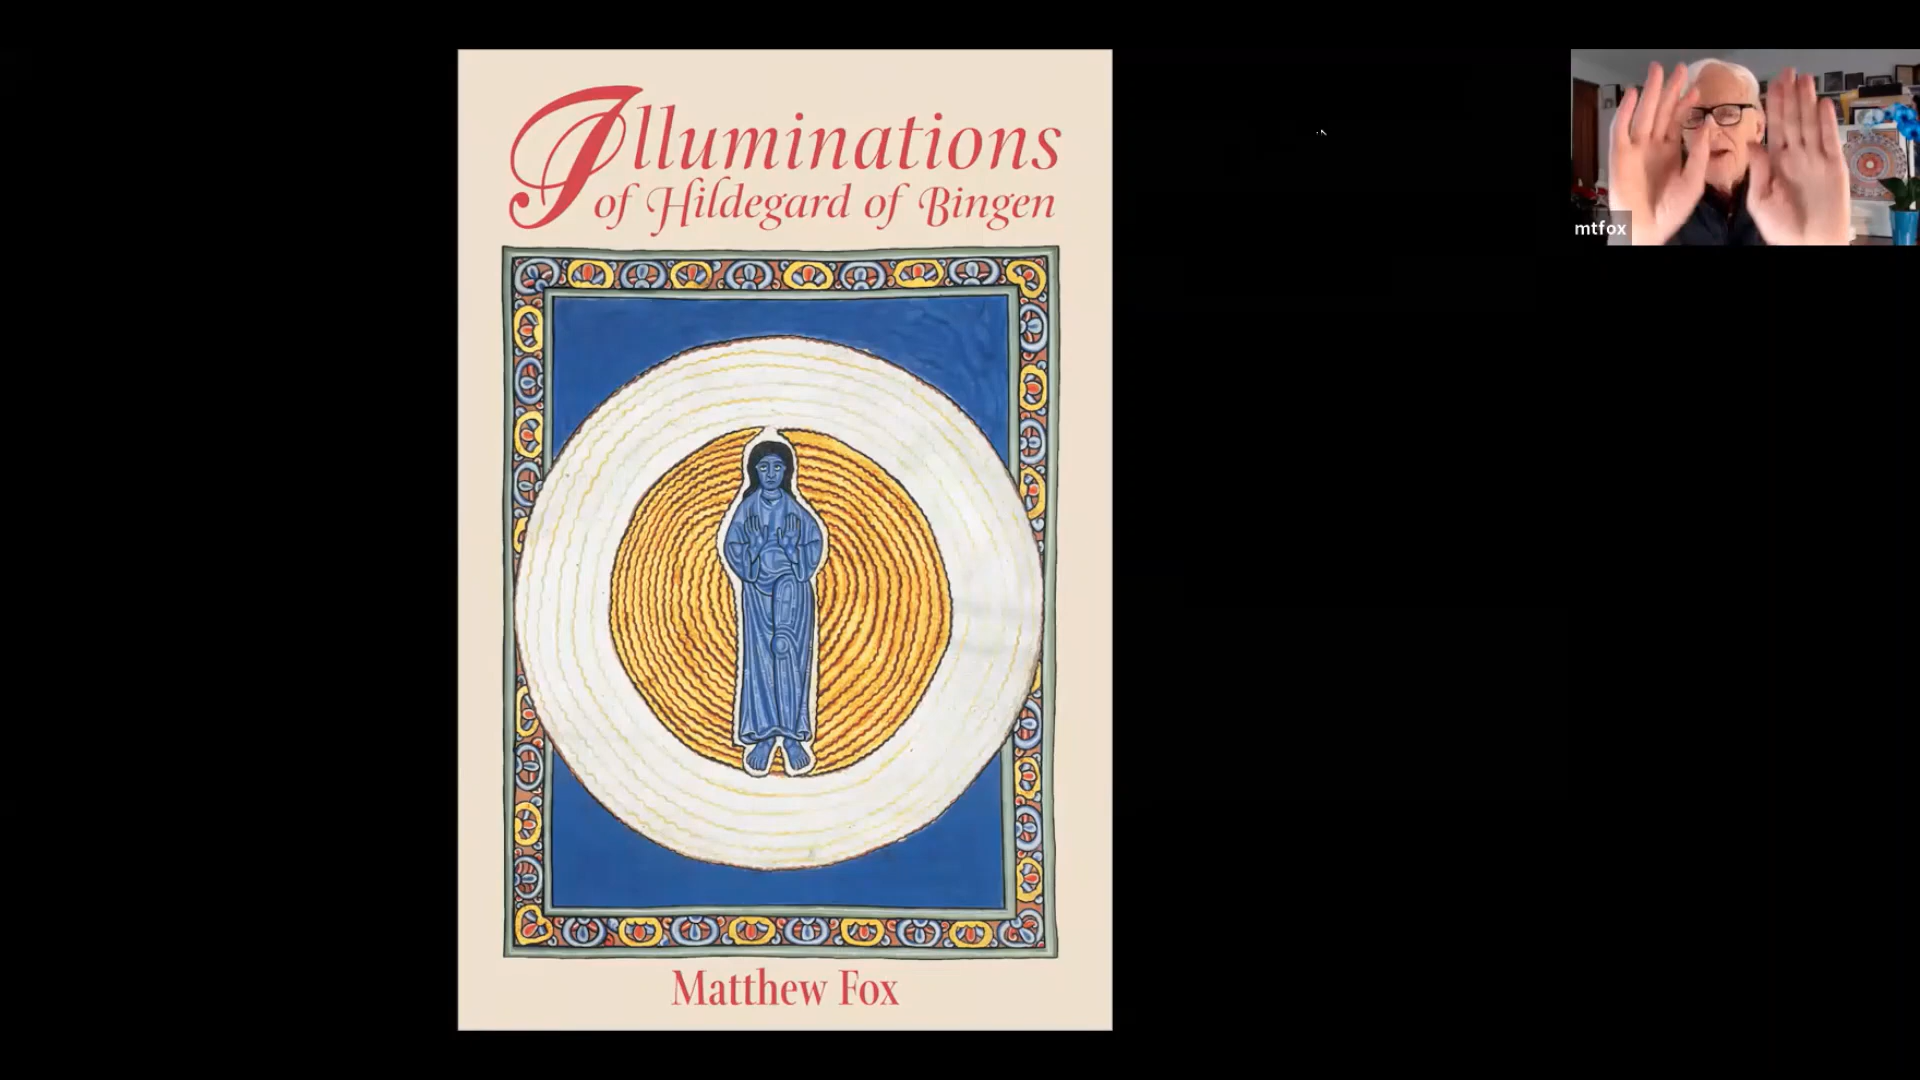 Illuminations
of Hildegard of Bingen
Matthew Fox
mtfox